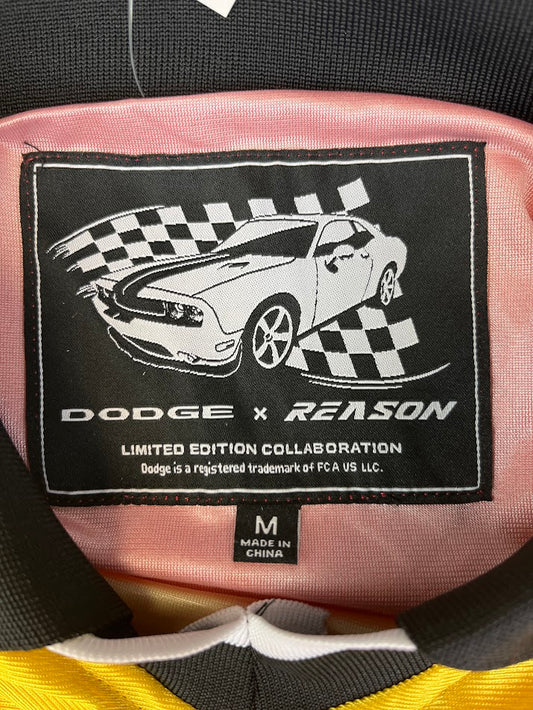 DODGE x REASON
LIMITED EDITION COLLABORATION
Dodge is a registered trademark of FCA US LLC.
M
MADE IN
CHINA